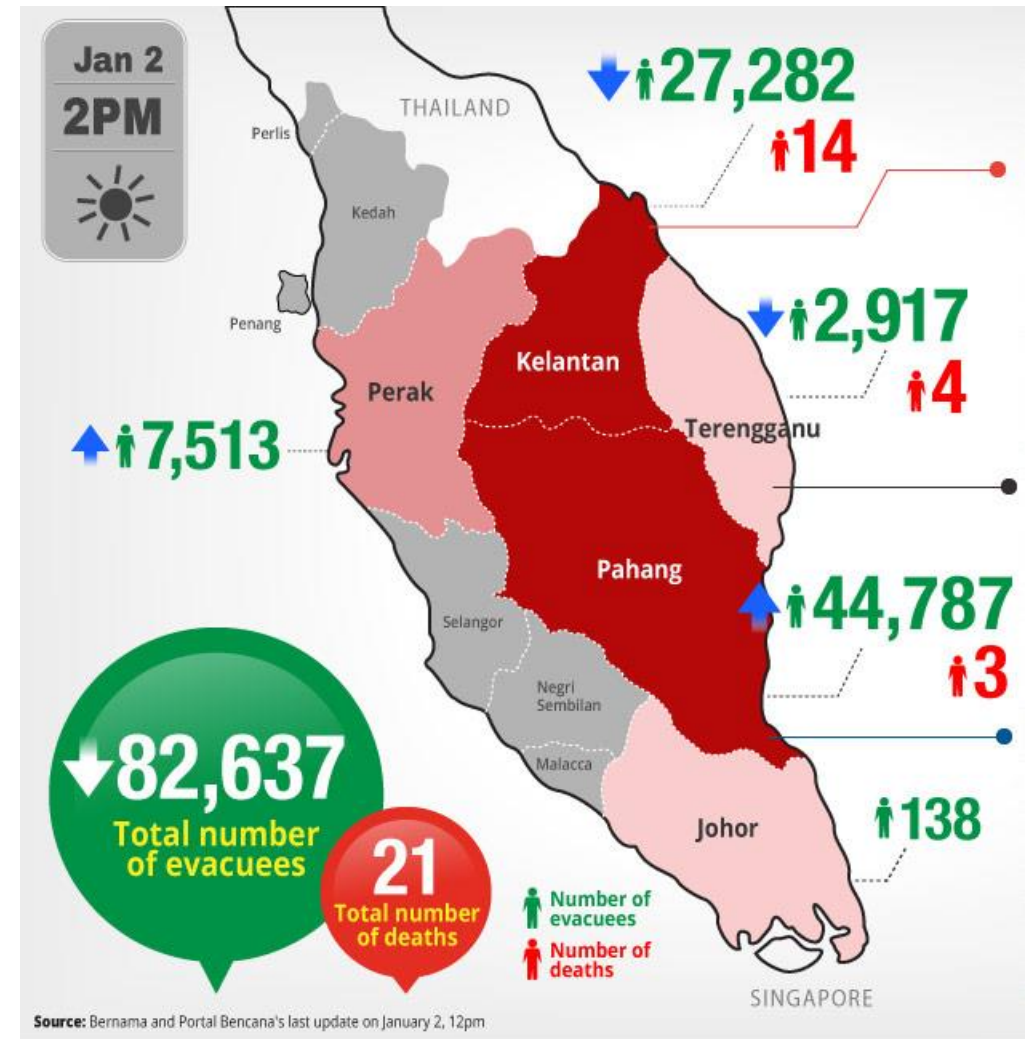 Jan 2
2PM
THAILAND
27,282
14
Perlis
Kedah
Penang
2,917
4
Kelantan
Perak
Terengganu
7,513
Pahang
44,787
3
Selangor
Negri
Sembilan
Malacca
Johor
138
82,637
Total number
of evacuees
21
Total number
of deaths
Number of
evacuees
Number of
deaths
SINGAPORE
Source: Bernama and Portal Bencana's last update on January 2, 12pm